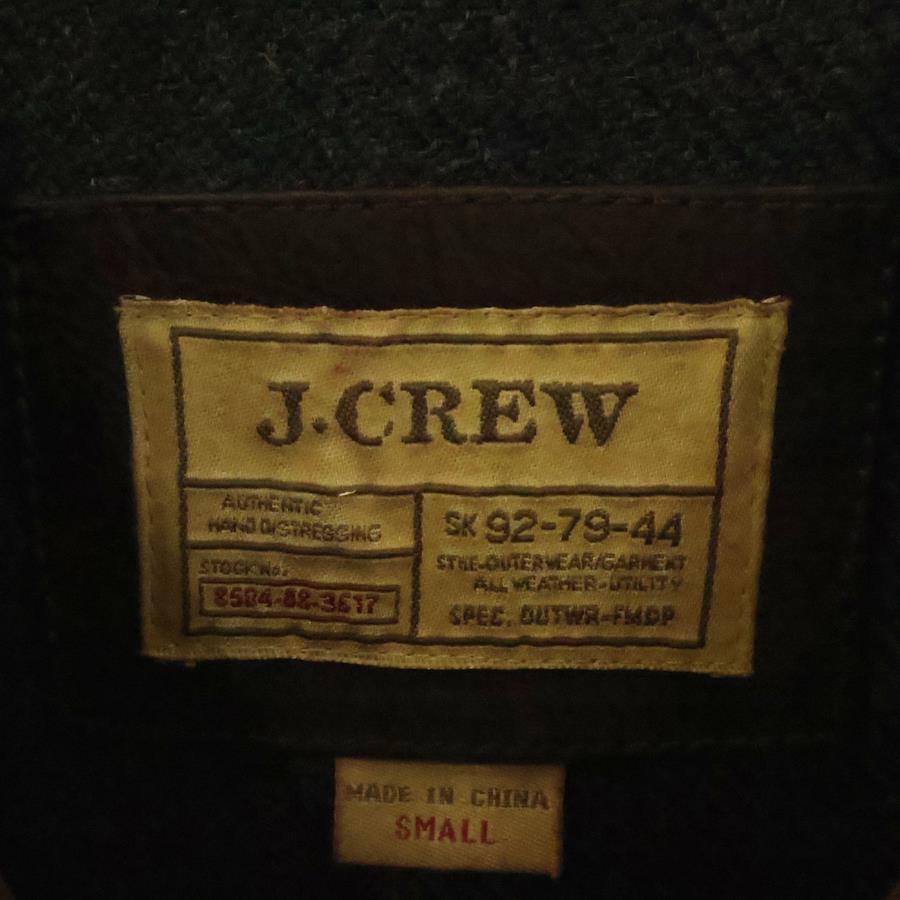 J.CREW
AUTHENTIC
HAND DISTRESSING
STOCK No.
8504-88-3617
SK 92-79-44
STYLE-OUTERWEAR/GARMENT
ALL WEATHER-UTILITY
SPEC. OUTWR-FMDP
MADE IN CHINA
SMALL